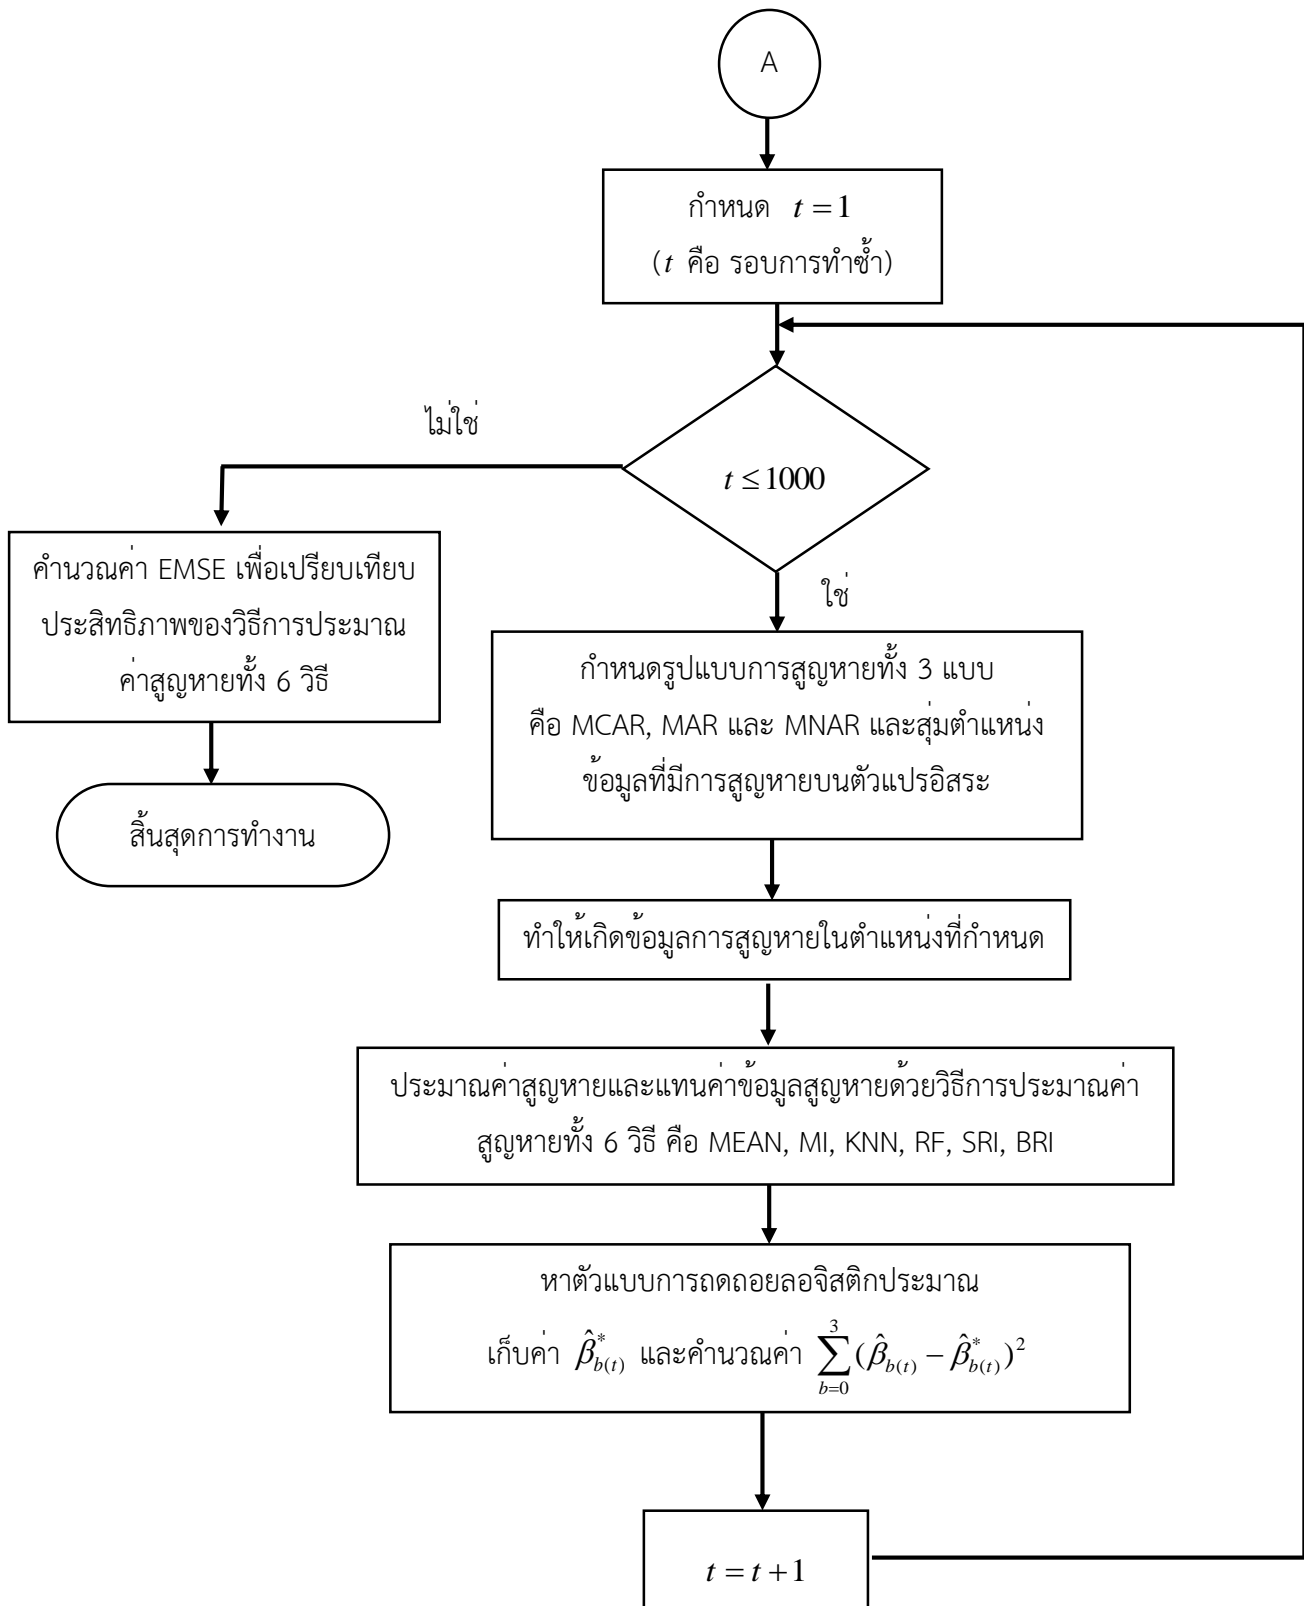 A
กำหนด t = 1
(t คือ รอบการทำซ้ำ)
ไม่ใช่
t ≤ 1000
ใช่
คำนวณค่า EMSE เพื่อเปรียบเทียบ
ประสิทธิภาพของวิธีการประมาณ
ค่าสูญหายทั้ง 6 วิธี
สิ้นสุดการทำงาน
กำหนดรูปแบบการสูญหายทั้ง 3 แบบ
คือ MCAR, MAR และ MNAR และสุ่มตำแหน่ง
ข้อมูลที่มีการสูญหายบนตัวแปรอิสระ
ทำให้เกิดข้อมูลการสูญหายในตำแหน่งที่กำหนด
ประมาณค่าสูญหายและแทนค่าข้อมูลสูญหายด้วยวิธีการประมาณค่า
สูญหายทั้ง 6 วิธี คือ MEAN, MI, KNN, RF, SRI, BRI
หาตัวแบบการถดถอยลอจิสติกประมาณ
เก็บค่า $\hat{\beta}^{*}_{b(t)}$ และคำนวณค่า $\sum_{b=0}^{3}(\hat{\beta}_{b(t)} - \hat{\beta}^{*}_{b(t)})^2$
t = t + 1